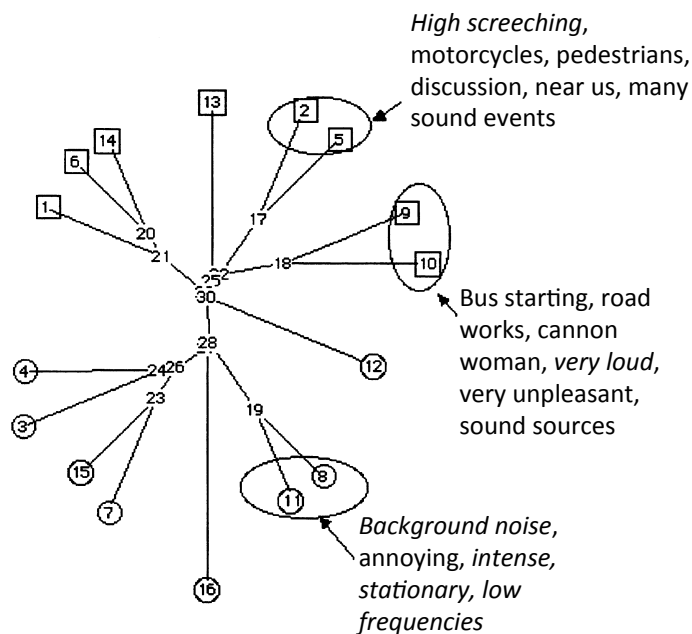 High screeching,
motorcycles, pedestrians,
discussion, near us, many
sound events
13
2
14
5
6
1
9
17
20
21
18
10
22
25
30
Bus starting, road
works, cannon
woman, very loud,
very unpleasant,
sound sources
28
12
4
24
26
23
19
3
15
8
11
7
Background noise,
annoying, intense,
stationary, low
frequencies
16